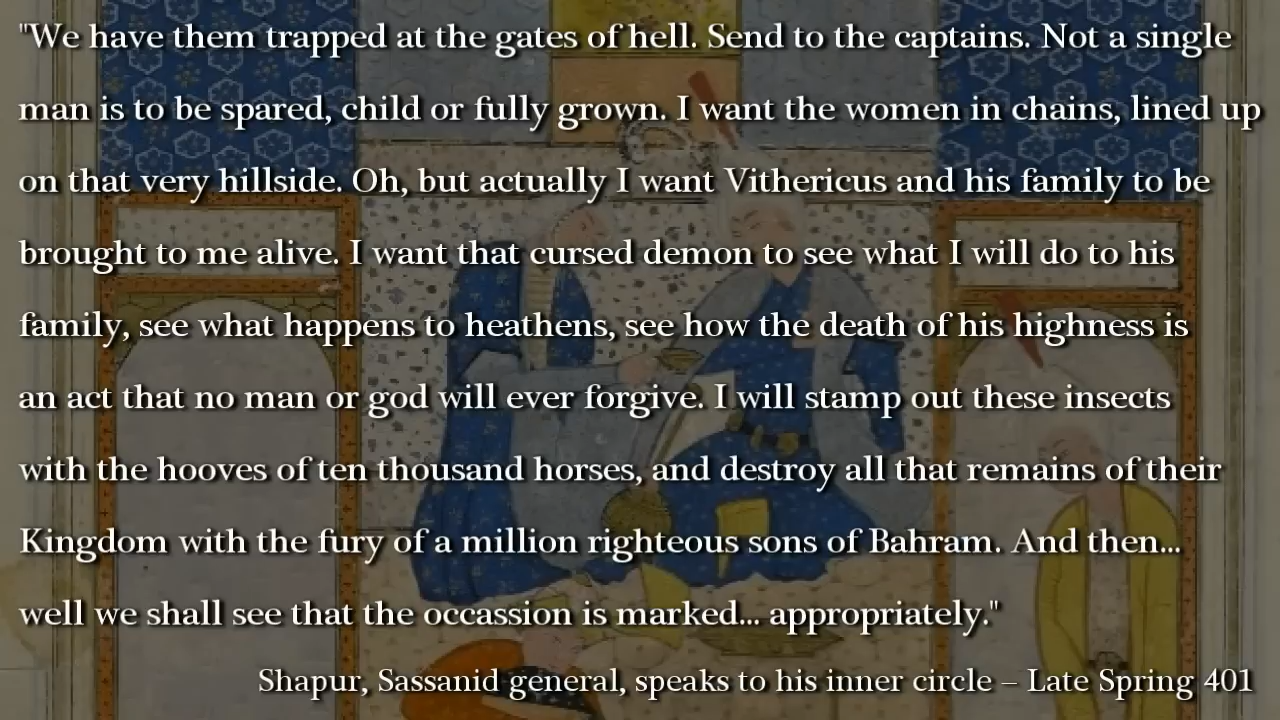 "We have them trapped at the gates of hell. Send to the captains. Not a single
man is to be spared, child or fully grown. I want the women in chains, lined up
on that very hillside. Oh, but actually I want Vithericus and his family to be
brought to me alive. I want that cursed demon to see what I will do to his
family, see what happens to heathens, see how the death of his highness is
an act that no man or god will ever forgive. I will stamp out these insects
with the hooves of ten thousand horses, and destroy all that remains of their
Kingdom with the fury of a million righteous sons of Bahram. And then...
well we shall see that the occassion is marked... appropriately."
Shapur, Sassanid general, speaks to his inner circle – Late Spring 401